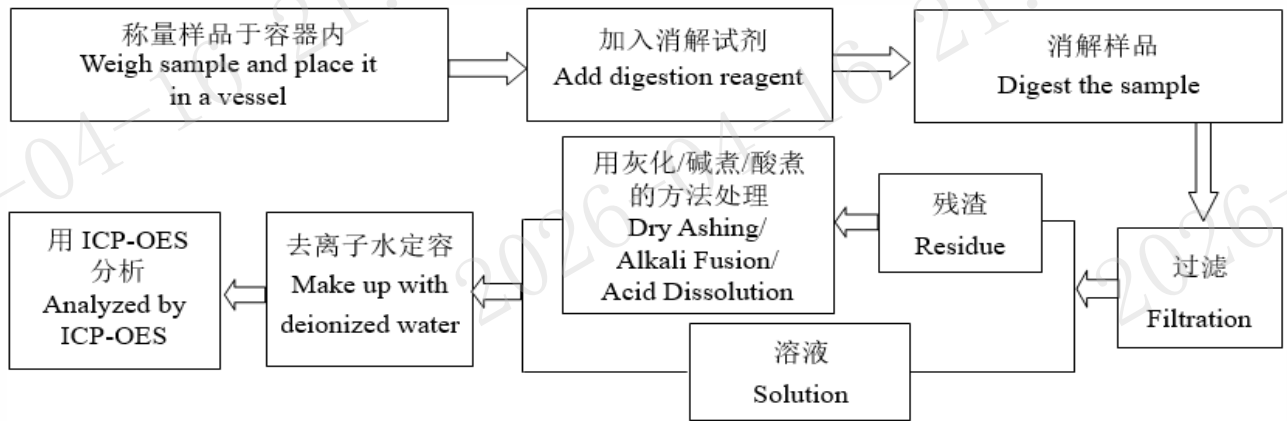 称量样品于容器内
Weigh sample and place it
in a vessel
加入消解试剂
Add digestion reagent
消解样品
Digest the sample
过滤
Filtration
残渣
Residue
用灰化/碱煮/酸煮
的方法处理
Dry Ashing/
Alkali Fusion/
Acid Dissolution
溶液
Solution
去离子水定容
Make up with
deionized water
用 ICP-OES
分析
Analyzed by
ICP-OES